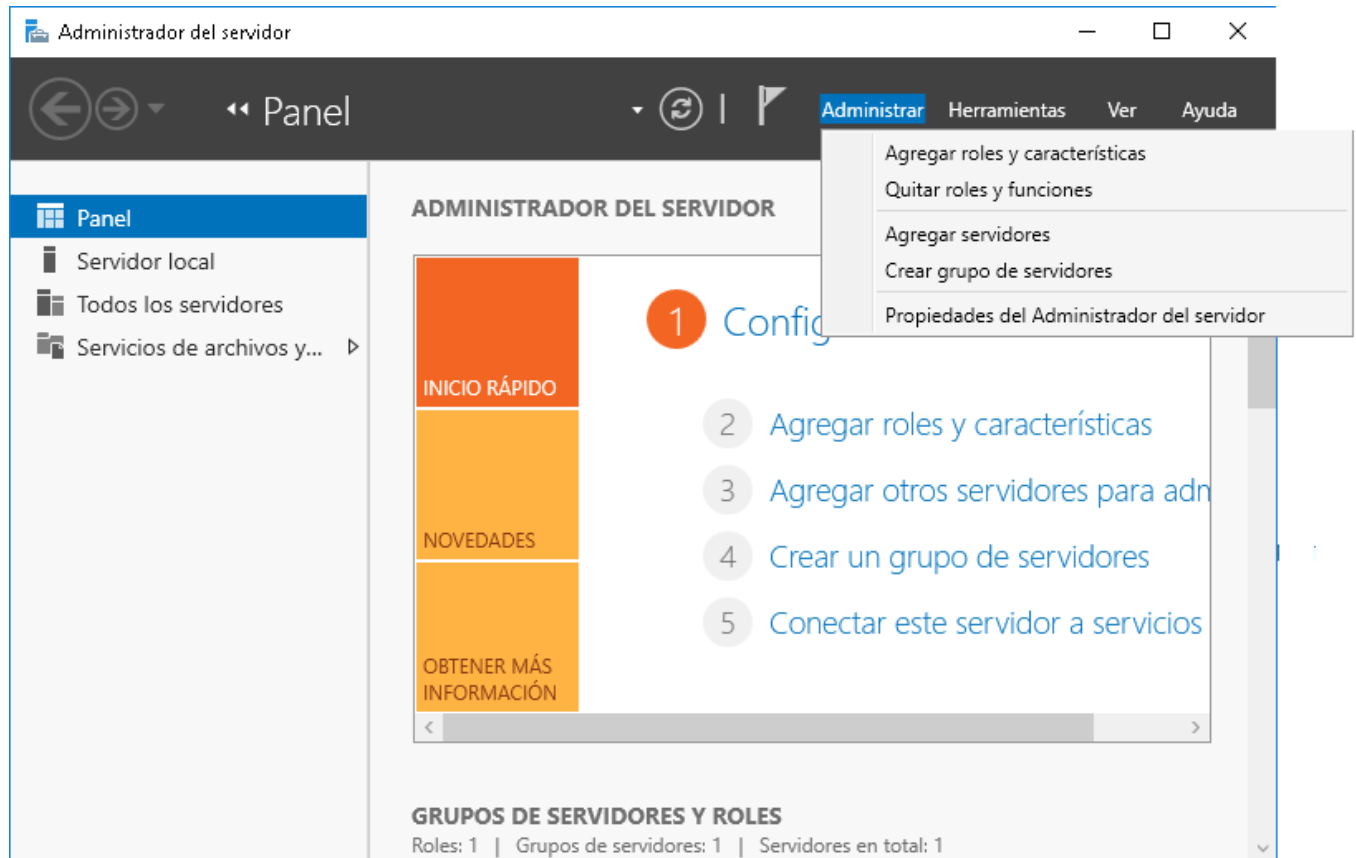 Administrador del servidor
Panel
Administrar Herramientas Ver Ayuda
Agregar roles y características
Quitar roles y funciones
Agregar servidores
Crear grupo de servidores
Propiedades del Administrador del servidor
Panel
Servidor local
Todos los servidores
Servicios de archivos y...
ADMINISTRADOR DEL SERVIDOR
INICIO RÁPIDO
NOVEDADES
OBTENER MÁS
INFORMACIÓN
1
2 Agregar roles y características
3 Agregar otros servidores para
4 Crear un grupo de servidores
5 Conectar este servidor a servicios
GRUPOS DE SERVIDORES Y ROLES
Roles: 1 | Grupos de servidores: 1 | Servidores en total: 1